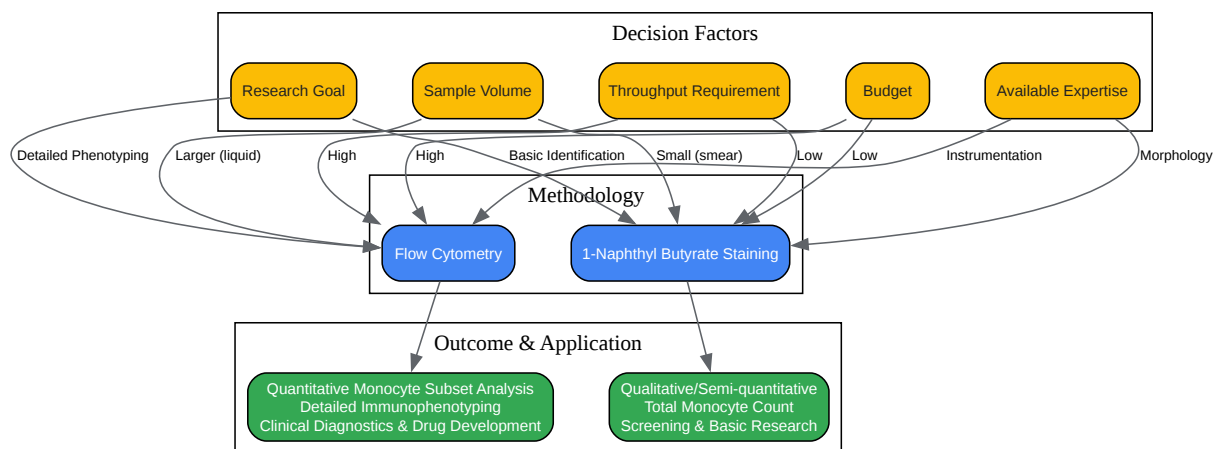 Decision Factors
Research Goal
Sample Volume
Throughput Requirement
Budget
Available Expertise
Detailed Phenotyping
Larger (liquid)
High
High
Basic Identification
Small (smear)
Low
Low
Instrumentation
Morphology
Methodology
Flow Cytometry
1-Naphthyl Butyrate Staining
Outcome & Application
Quantitative Monocyte Subset Analysis
Detailed Immunophenotyping
Clinical Diagnostics & Drug Development
Qualitative/Semi-quantitative
Total Monocyte Count
Screening & Basic Research